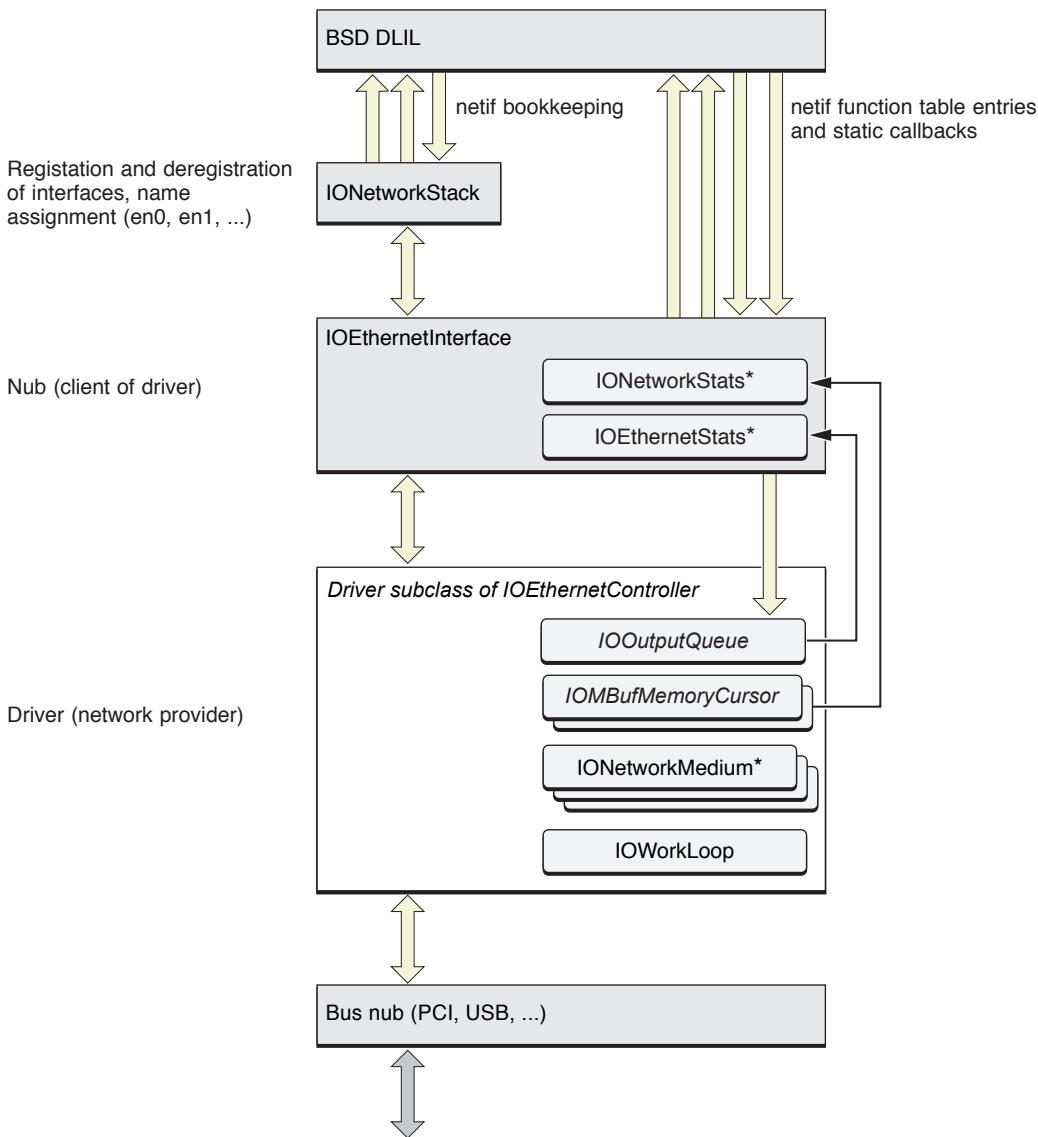 BSD DLIL
netif bookkeeping
netif function table entries
and static callbacks
Registation and deregistration
of interfaces, name
assignment (en0, en1, ...)
IONetworkStack
IOEthernetInterface
IONetworkStats*
Nub (client of driver)
IOEthernetStats*
Driver subclass of IOEthernetController
IOOutputQueue
IOMBufMemoryCursor
Driver (network provider)
IONetworkMedium*
IOWorkLoop
Bus nub (PCI, USB, ...)